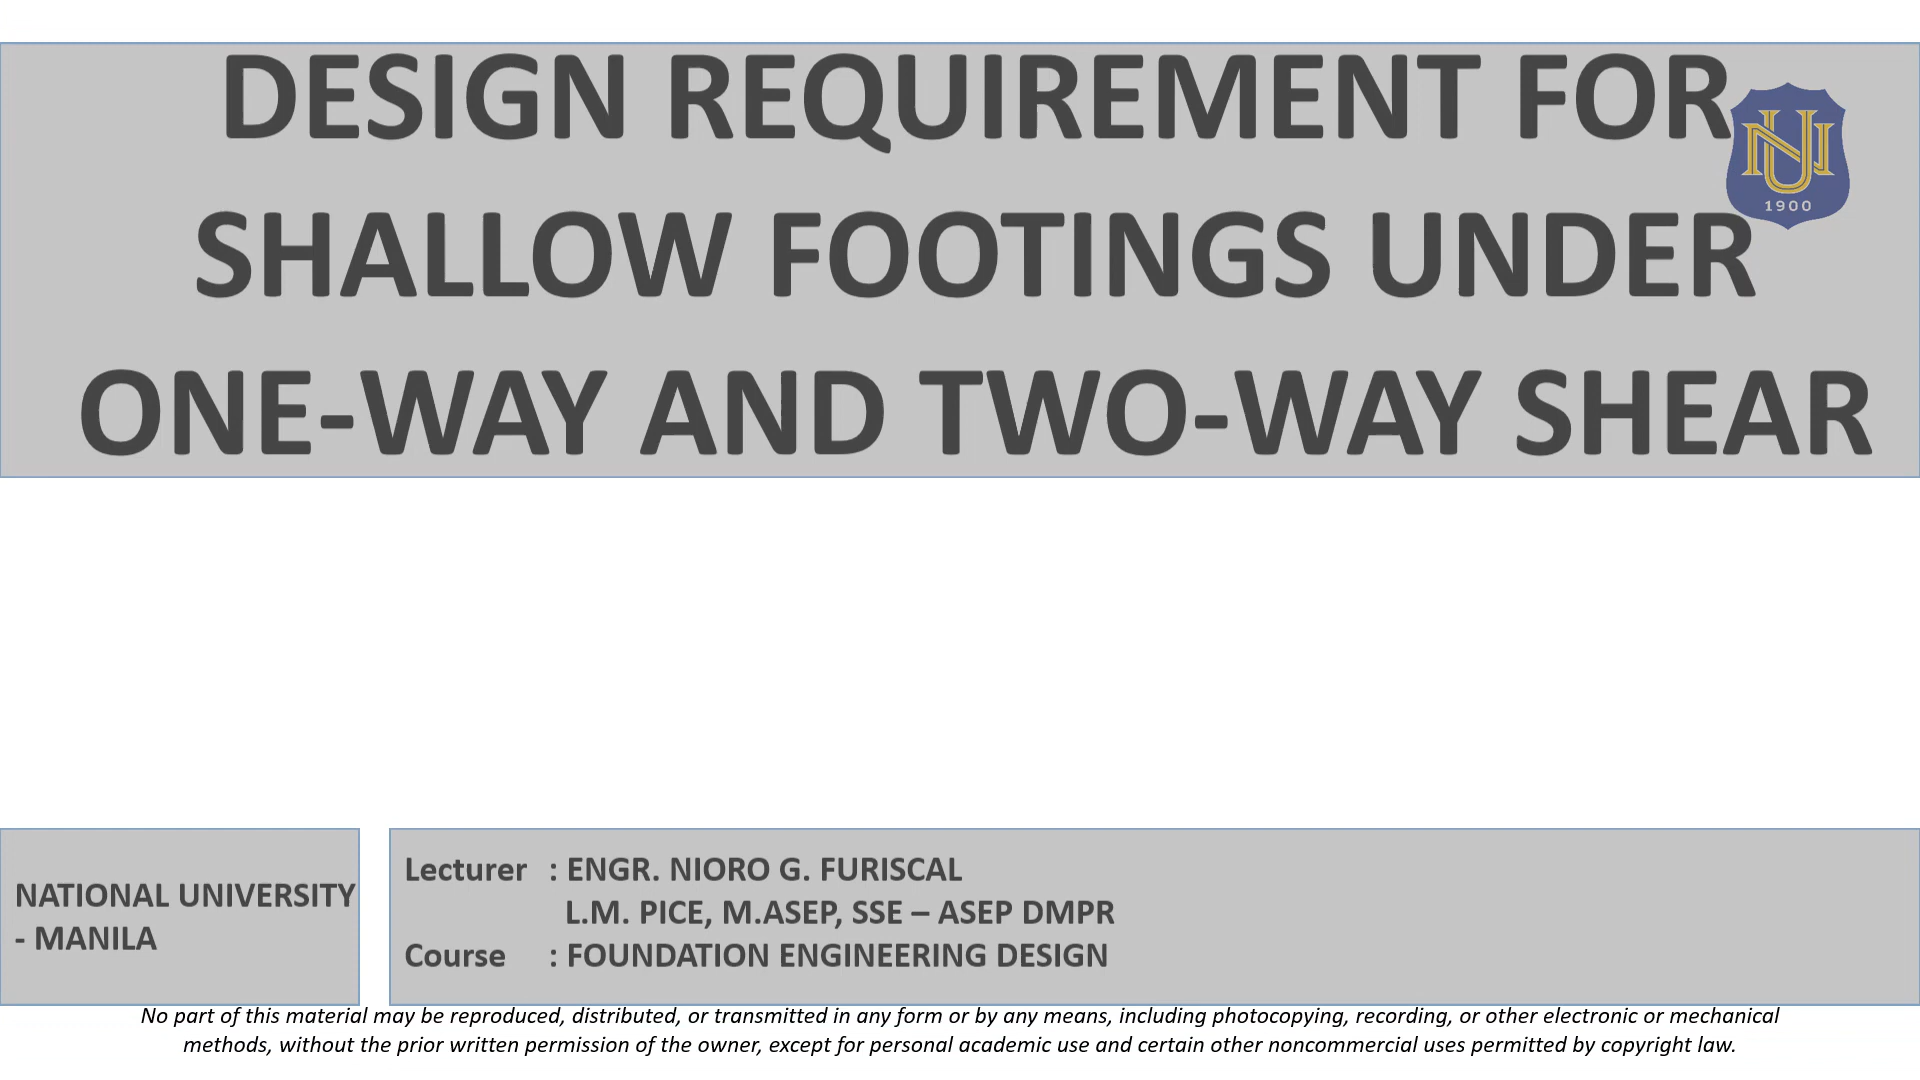 DESIGN REQUIREMENT FOR
SHALLOW FOOTINGS UNDER
ONE-WAY AND TWO-WAY SHEAR
NU
1900
NATIONAL UNIVERSITY
- MANILA
Lecturer : ENGR. NIORO G. FURISCAL
L.M. PICE, M.ASEP, SSE – ASEP DMPR
Course : FOUNDATION ENGINEERING DESIGN
No part of this material may be reproduced, distributed, or transmitted in any form or by any means, including photocopying, recording, or other electronic or mechanical
methods, without the prior written permission of the owner, except for personal academic use and certain other noncommercial uses permitted by copyright law.